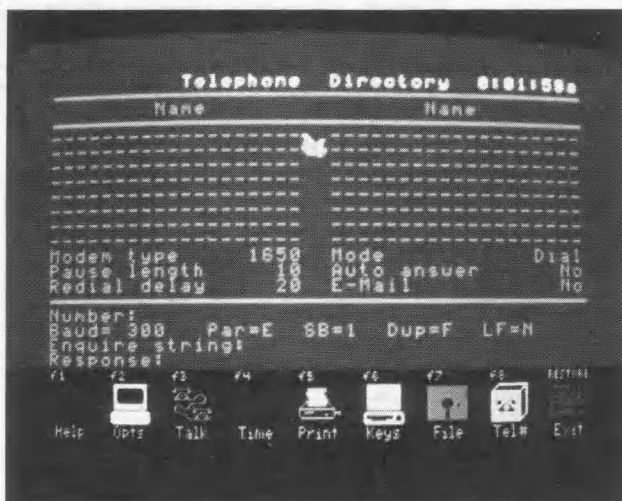 Telephone Directory 0:01:58a
Name Name
Modem type 1650 Mode Dial
Pause length 10 Auto answer No
Redial delay 20 E-Mail No
Number:
Baud= 300 Par=E SB=1 Dup=F LF=N
Enquire string:
Response:
f1 f2 f3 f4 f5 f6 f7 f8 RESTORE
Help Opts Talk Time Print Keys File Tel# Exit